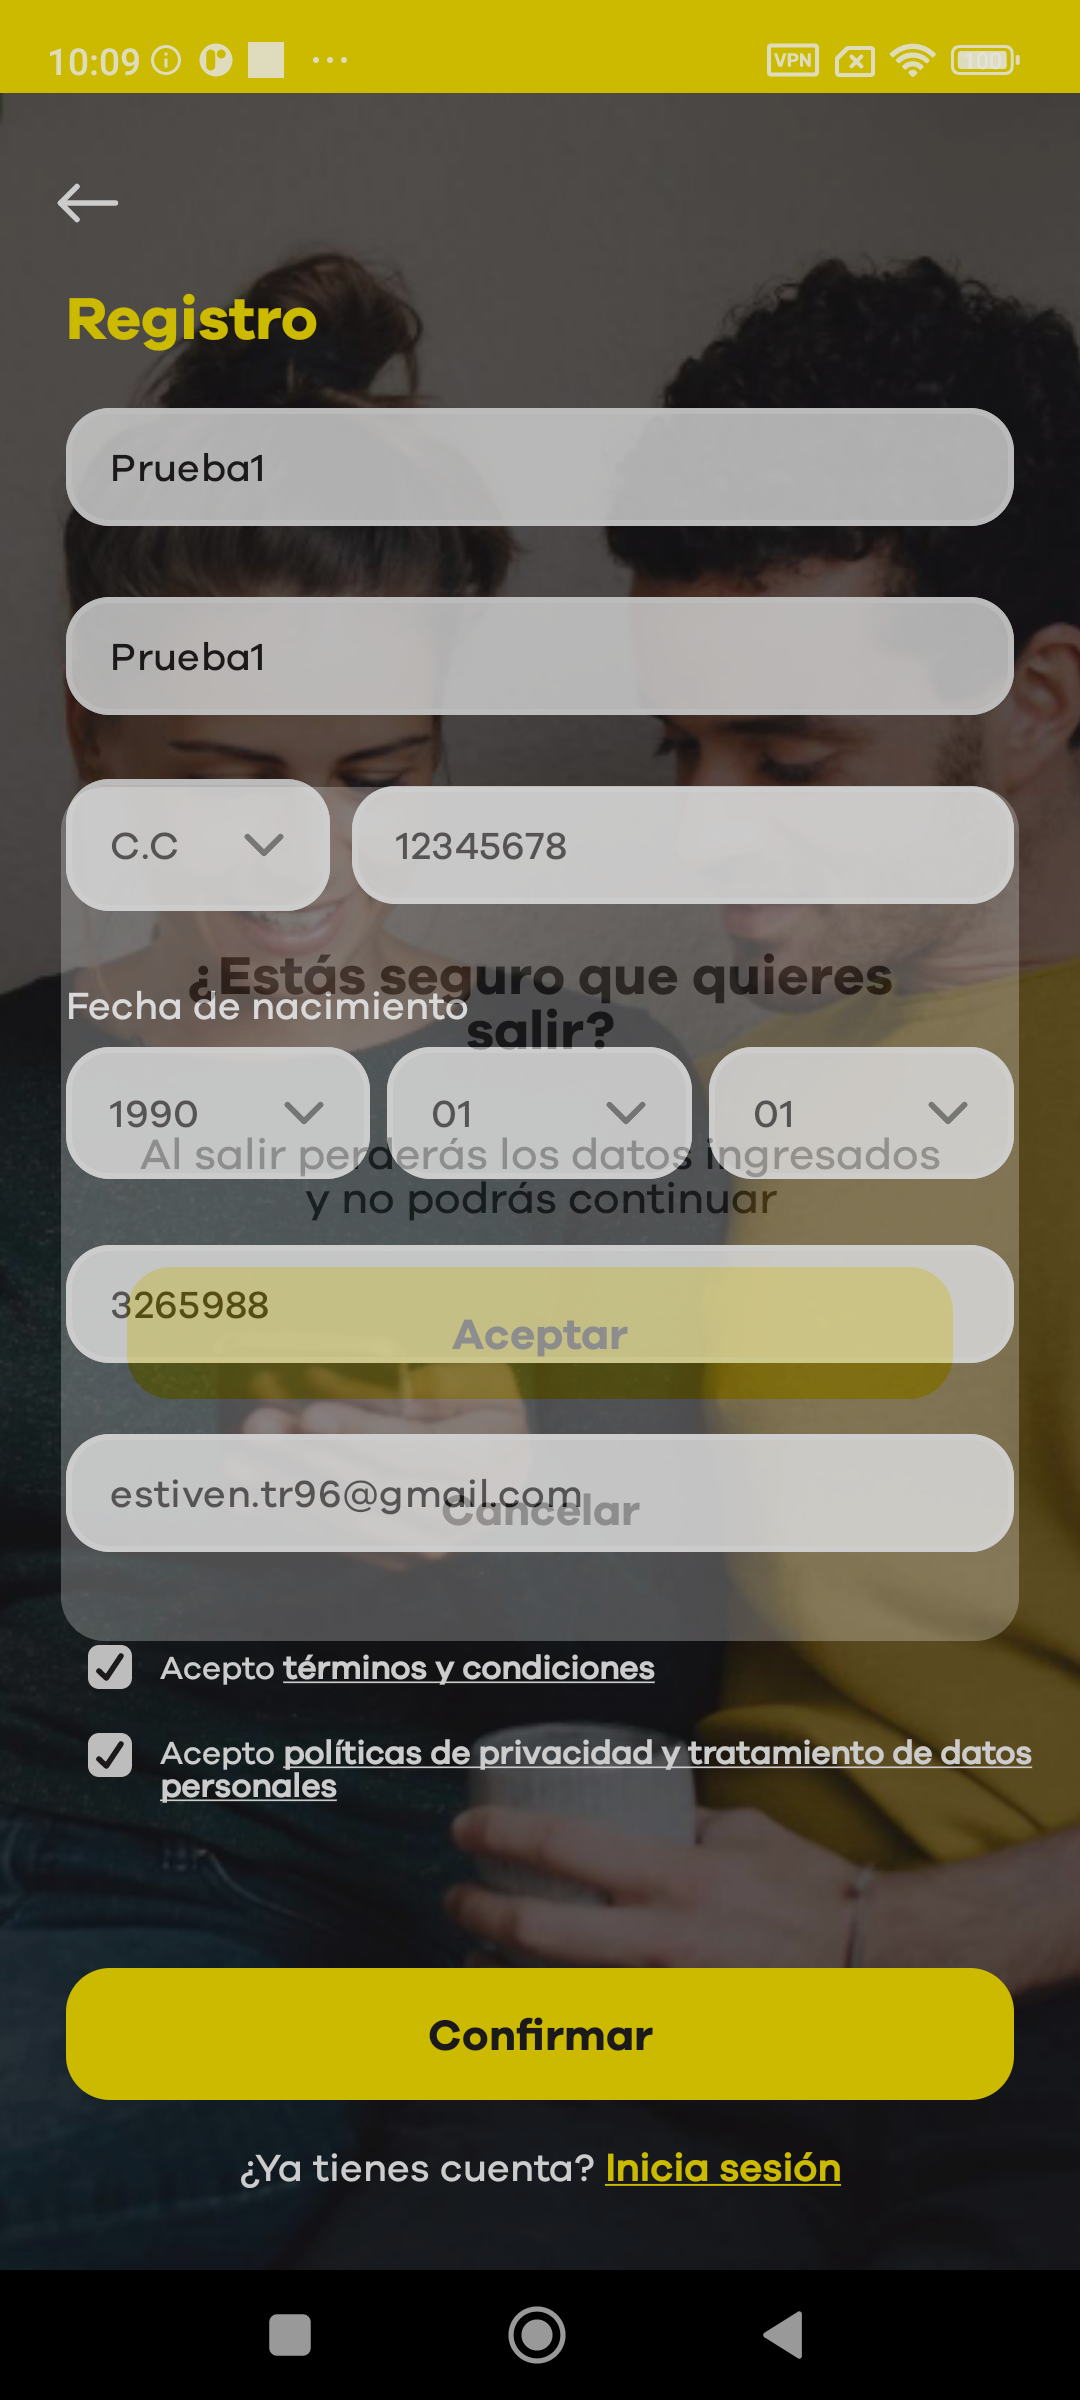 10:09
VPN
100
Registro
Prueba1
Prueba1
C.C
12345678
¿Estás seguro que quieres
salir?
Fecha de nacimiento
1990
01
01
Al salir perderás los datos ingresados
y no podrás continuar
3265988
Aceptar
estiven.tr96@gmail.com
Cancelar
Acepto términos y condiciones
Acepto políticas de privacidad y tratamiento de datos
personales
Confirmar
¿Ya tienes cuenta? Inicia sesión